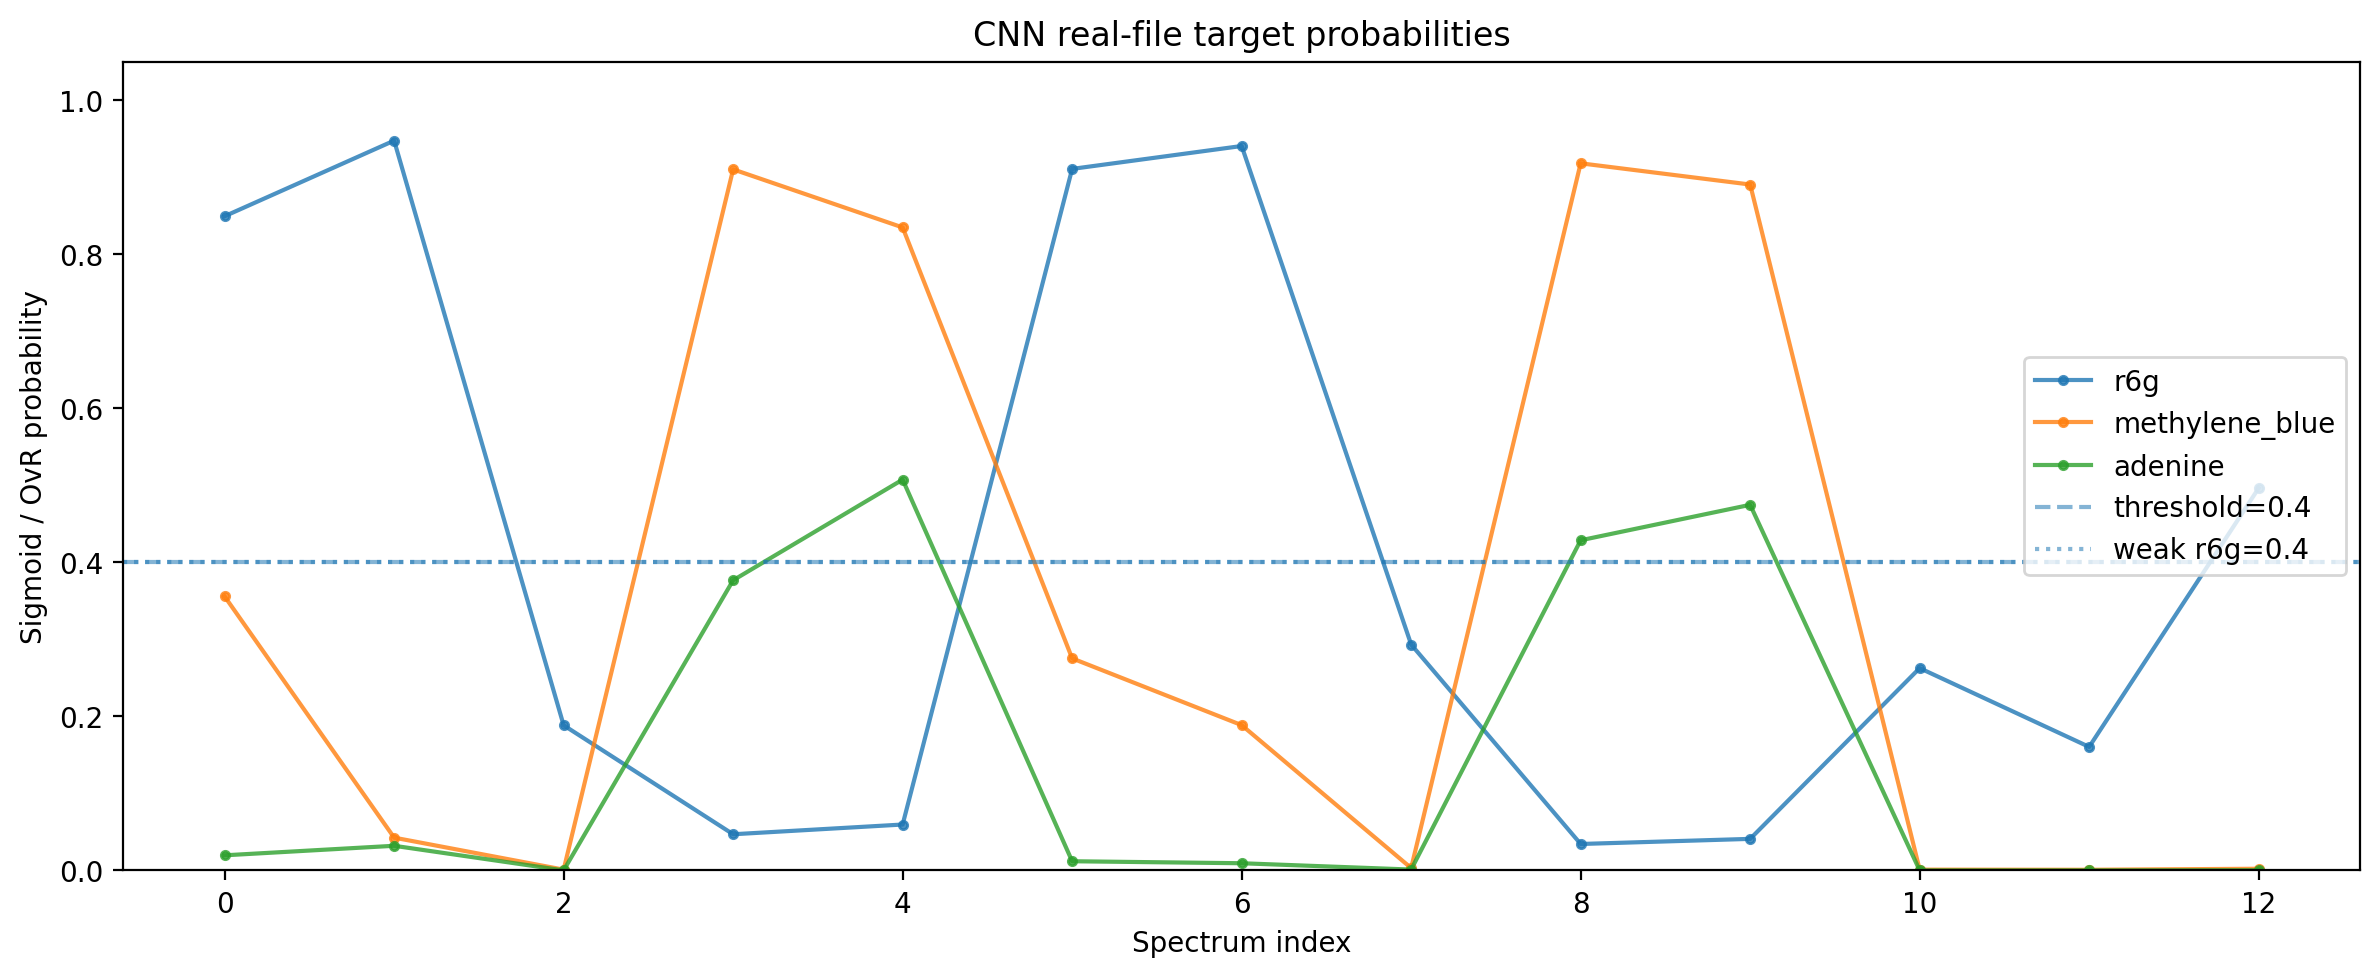 CNN real-file target probabilities
Sigmoid / OvR probability
1.0
0.8
0.6
0.4
0.2
0.0
r6g
methylene_blue
adenine
threshold=0.4
weak r6g=0.4
0 2 4 6 8 10 12
Spectrum index